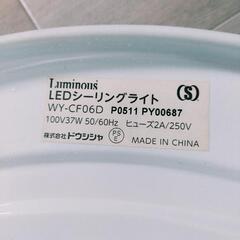 Luminous
LEDシーリングライト
WY-CF06D P0511 PY00687
100V37W 50/60Hz ヒューズ2A/250V
株式会社ドウシシャ PSE MADE IN CHINA
S